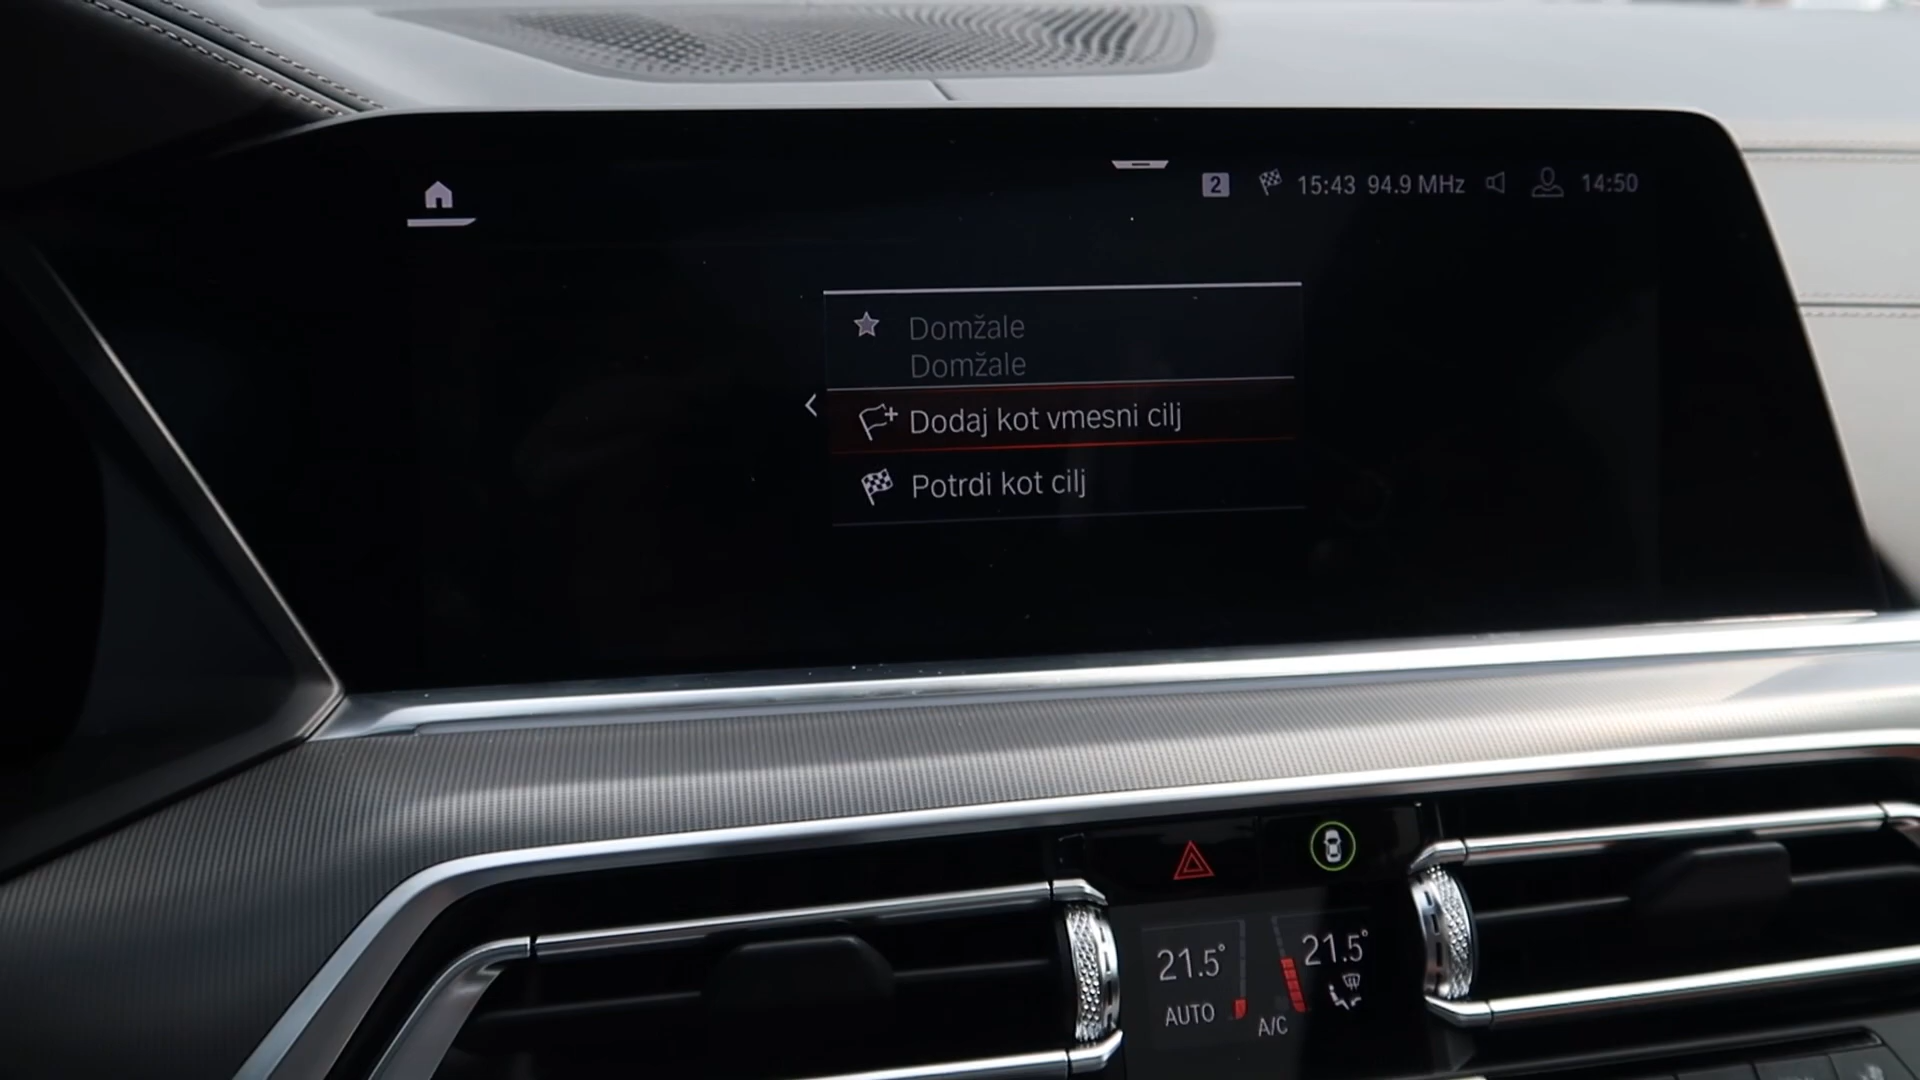 2 15:43 94.9 MHz 14:50
Domžale
Domžale
Dodaj kot vmesni cilj
Potrdi kot cilj
21.5° 21.5°
AUTO A/C